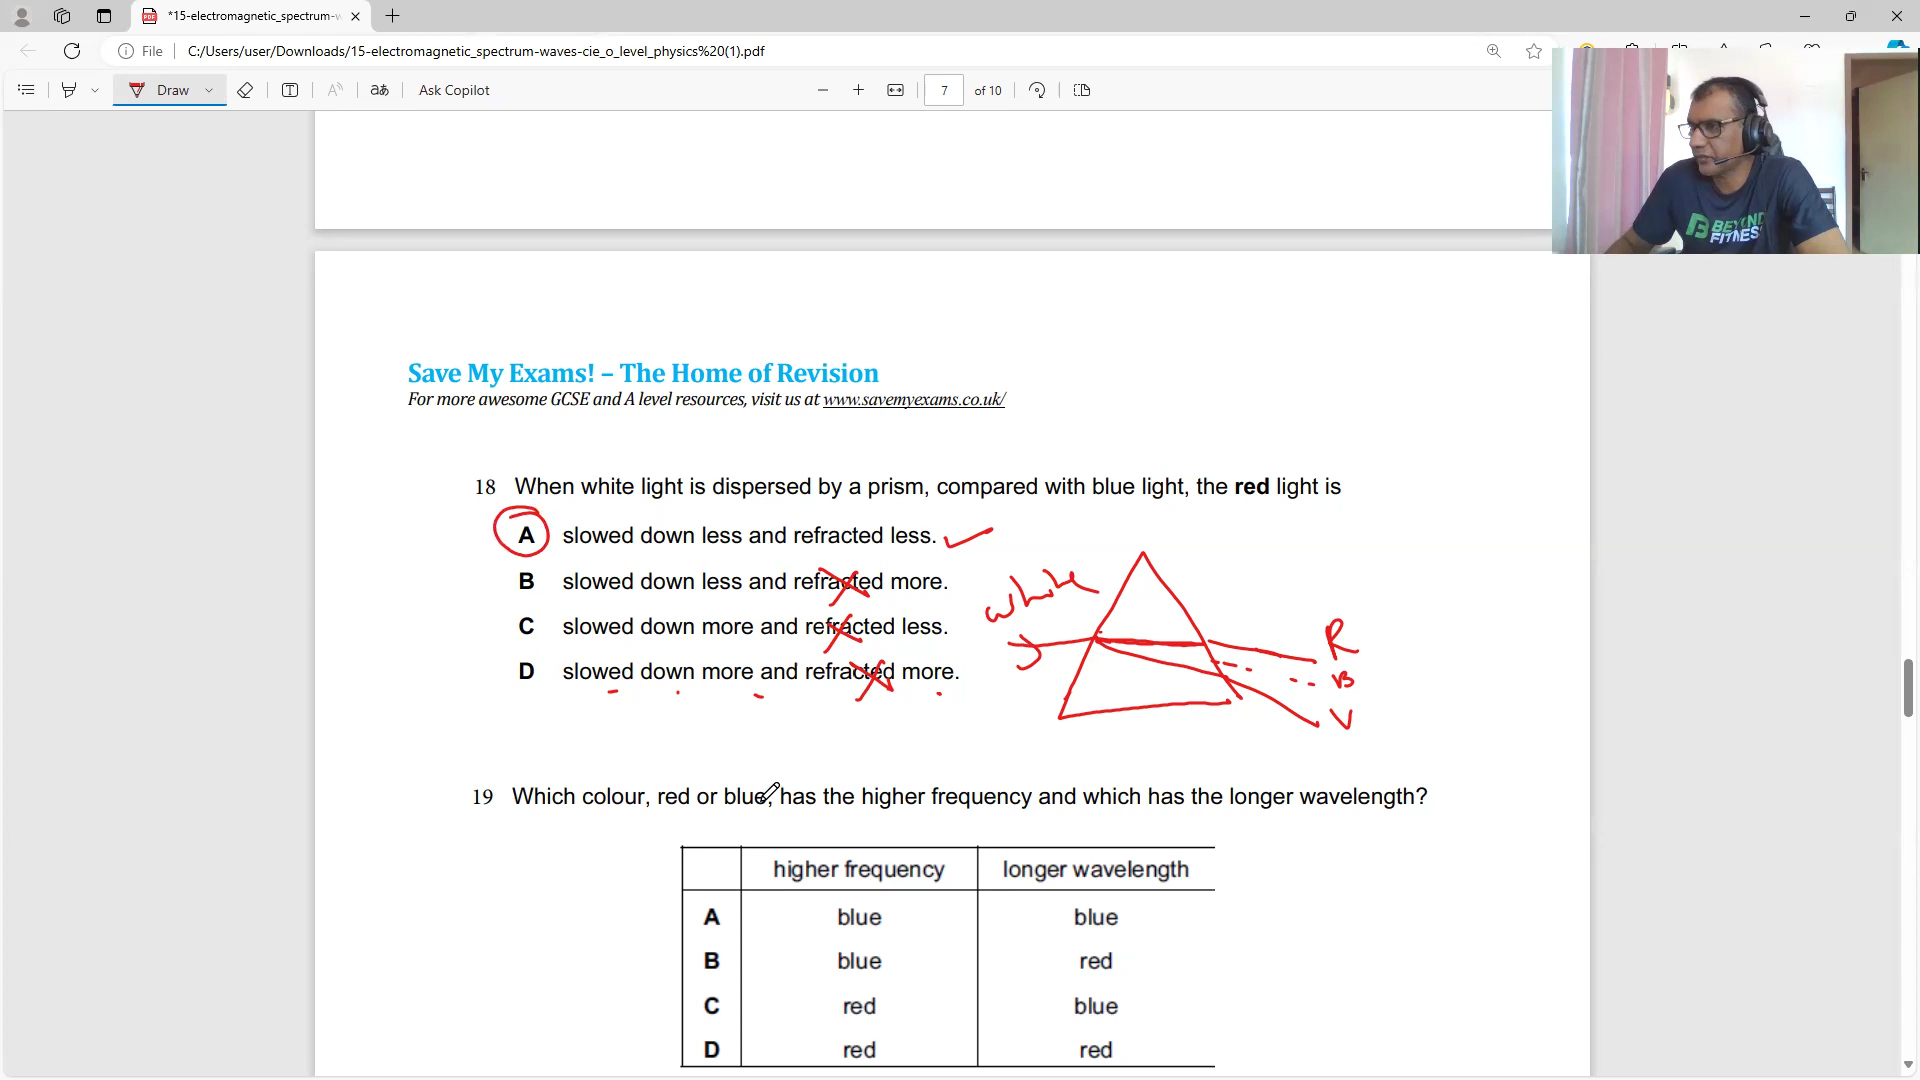 *15-electromagnetic_spectrum-w
File
C:/Users/user/Downloads/15-electromagnetic_spectrum-waves-cie_o_level_physics%20(1).pdf
Draw
T
aあ
Ask Copilot
7
of 10
BEYOND
FITNESS
Save My Exams! – The Home of Revision
For more awesome GCSE and A level resources, visit us at www.savemyexams.co.uk/
18 When white light is dispersed by a prism, compared with blue light, the red light is
A slowed down less and refracted less.
B slowed down less and refracted more.
C slowed down more and refracted less.
D slowed down more and refracted more.
white
R
B
V
19 Which colour, red or blue, has the higher frequency and which has the longer wavelength?
higher frequency longer wavelength
A blue blue
B blue red
C red blue
D red red